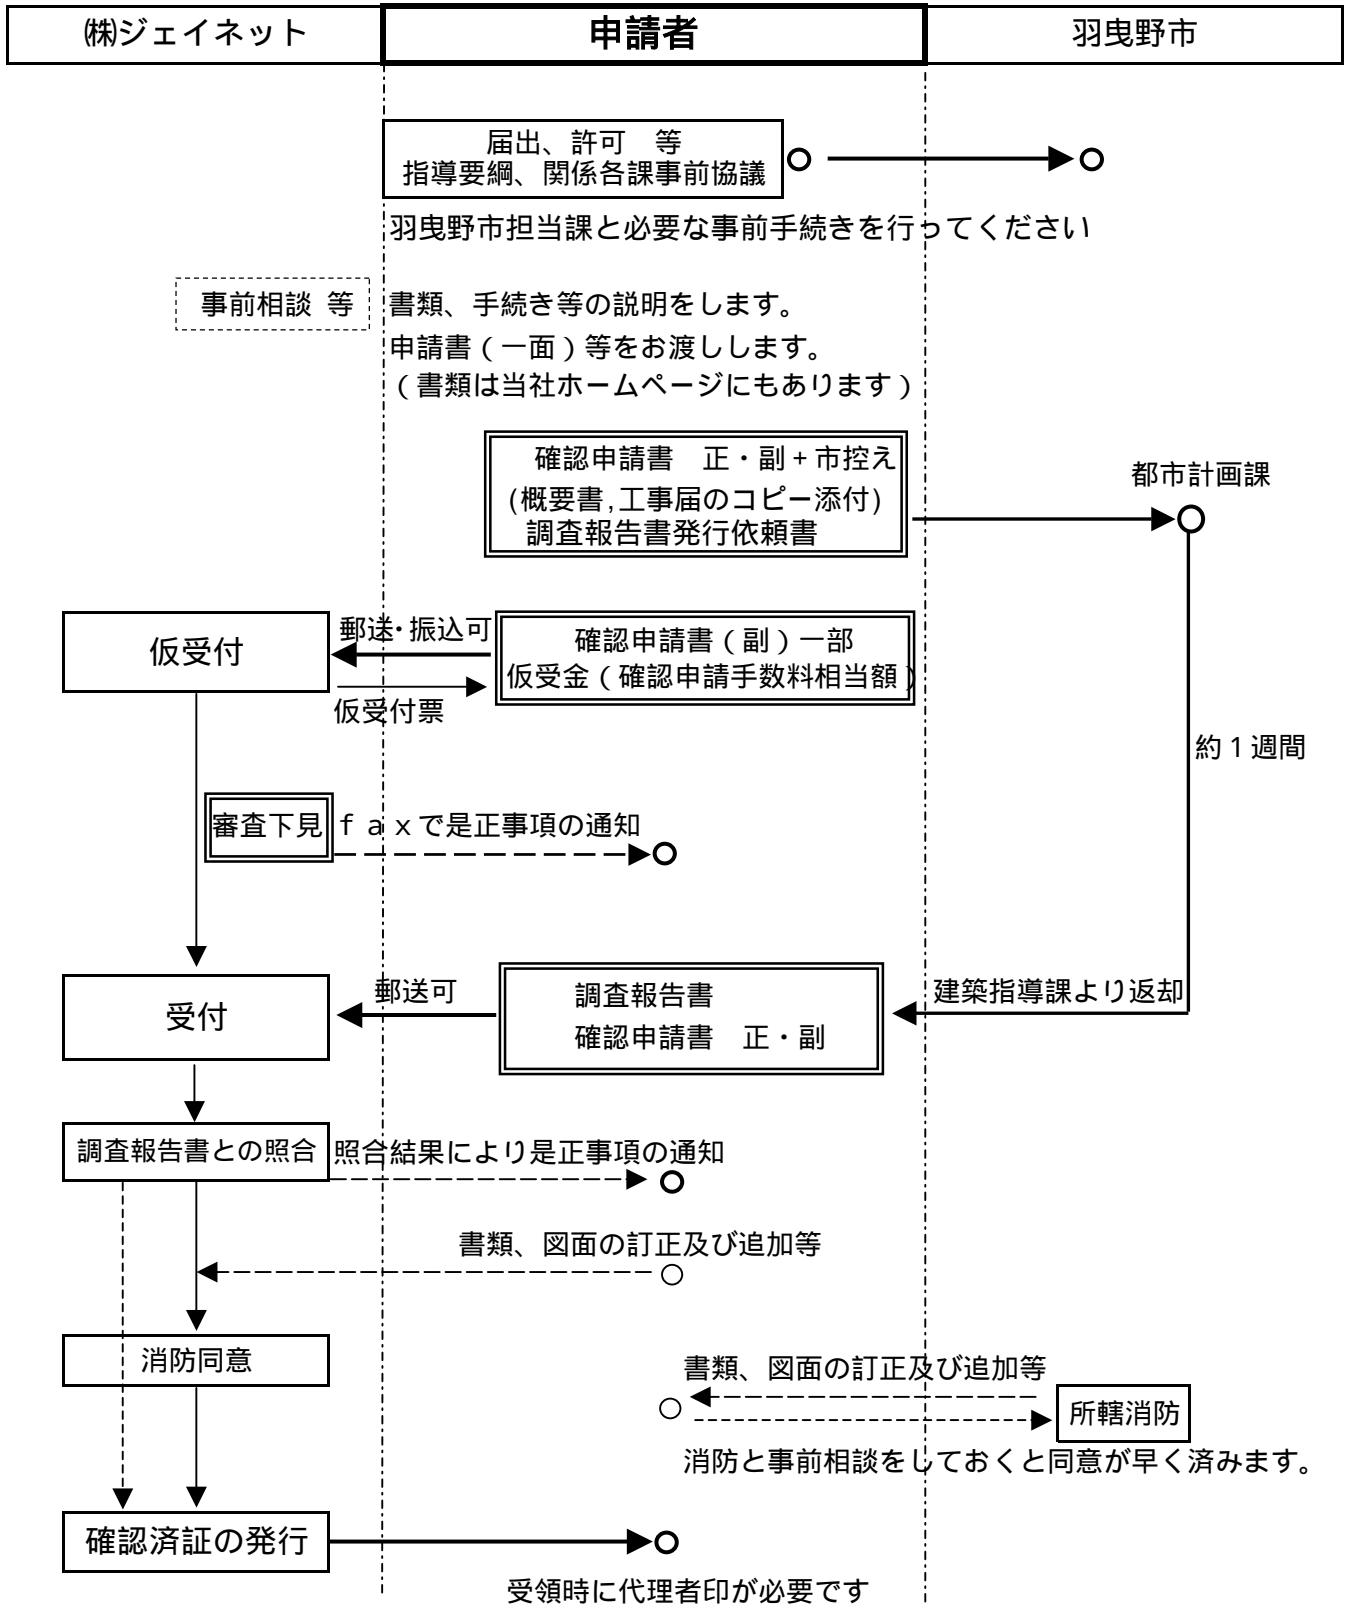 ㈱ジェイネット
申請者
羽曳野市
届出、許可　等
指導要綱、関係各課事前協議
羽曳野市担当課と必要な事前手続きを行ってください
事前相談 等
書類、手続き等の説明をします。
申請書（一面）等をお渡しします。
（書類は当社ホームページにもあります）
確認申請書　正・副+市控え
(概要書,工事届のコピー添付)
調査報告書発行依頼書
都市計画課
仮受付
郵送・振込可
確認申請書（副）一部
仮受金（確認申請手数料相当額）
仮受付票
約1週間
審査下見
ｆａｘで是正事項の通知
受付
郵送可
調査報告書
確認申請書　正・副
建築指導課より返却
調査報告書との照合
照合結果により是正事項の通知
書類、図面の訂正及び追加等
消防同意
書類、図面の訂正及び追加等
所轄消防
消防と事前相談をしておくと同意が早く済みます。
確認済証の発行
受領時に代理者印が必要です